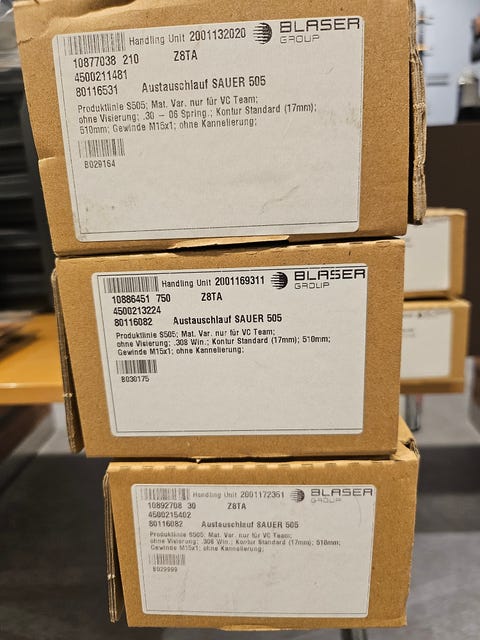 Handling Unit 2001132020 BLASER
GROUP
10877038 210 Z8TA
4500211481
80116531 Austauschlauf SAUER 505
Produktlinie S505; Mat. Var. nur für VC Team;
ohne Visierung; .30 – 06 Spring.; Kontur Standard (17mm);
510mm; Gewinde M15x1; ohne Kannelierung;
B029164
Handling Unit 2001169311 BLASER
GROUP
10886451 750 Z8TA
4500213224
80116082 Austauschlauf SAUER 505
Produktlinie S505; Mat. Var. nur für VC Team;
ohne Visierung; .308 Win.; Kontur Standard (17mm); 510mm;
Gewinde M15x1; ohne Kannelierung;
B030175
Handling Unit 2001172361 BLASER
GROUP
10892708 30 Z8TA
4500215402
80116082 Austauschlauf SAUER 505
Produktlinie S505; Mat. Var. nur für VC Team;
ohne Visierung; .308 Win.; Kontur Standard (17mm); 510mm;
Gewinde M15x1; ohne Kannelierung;
B029999